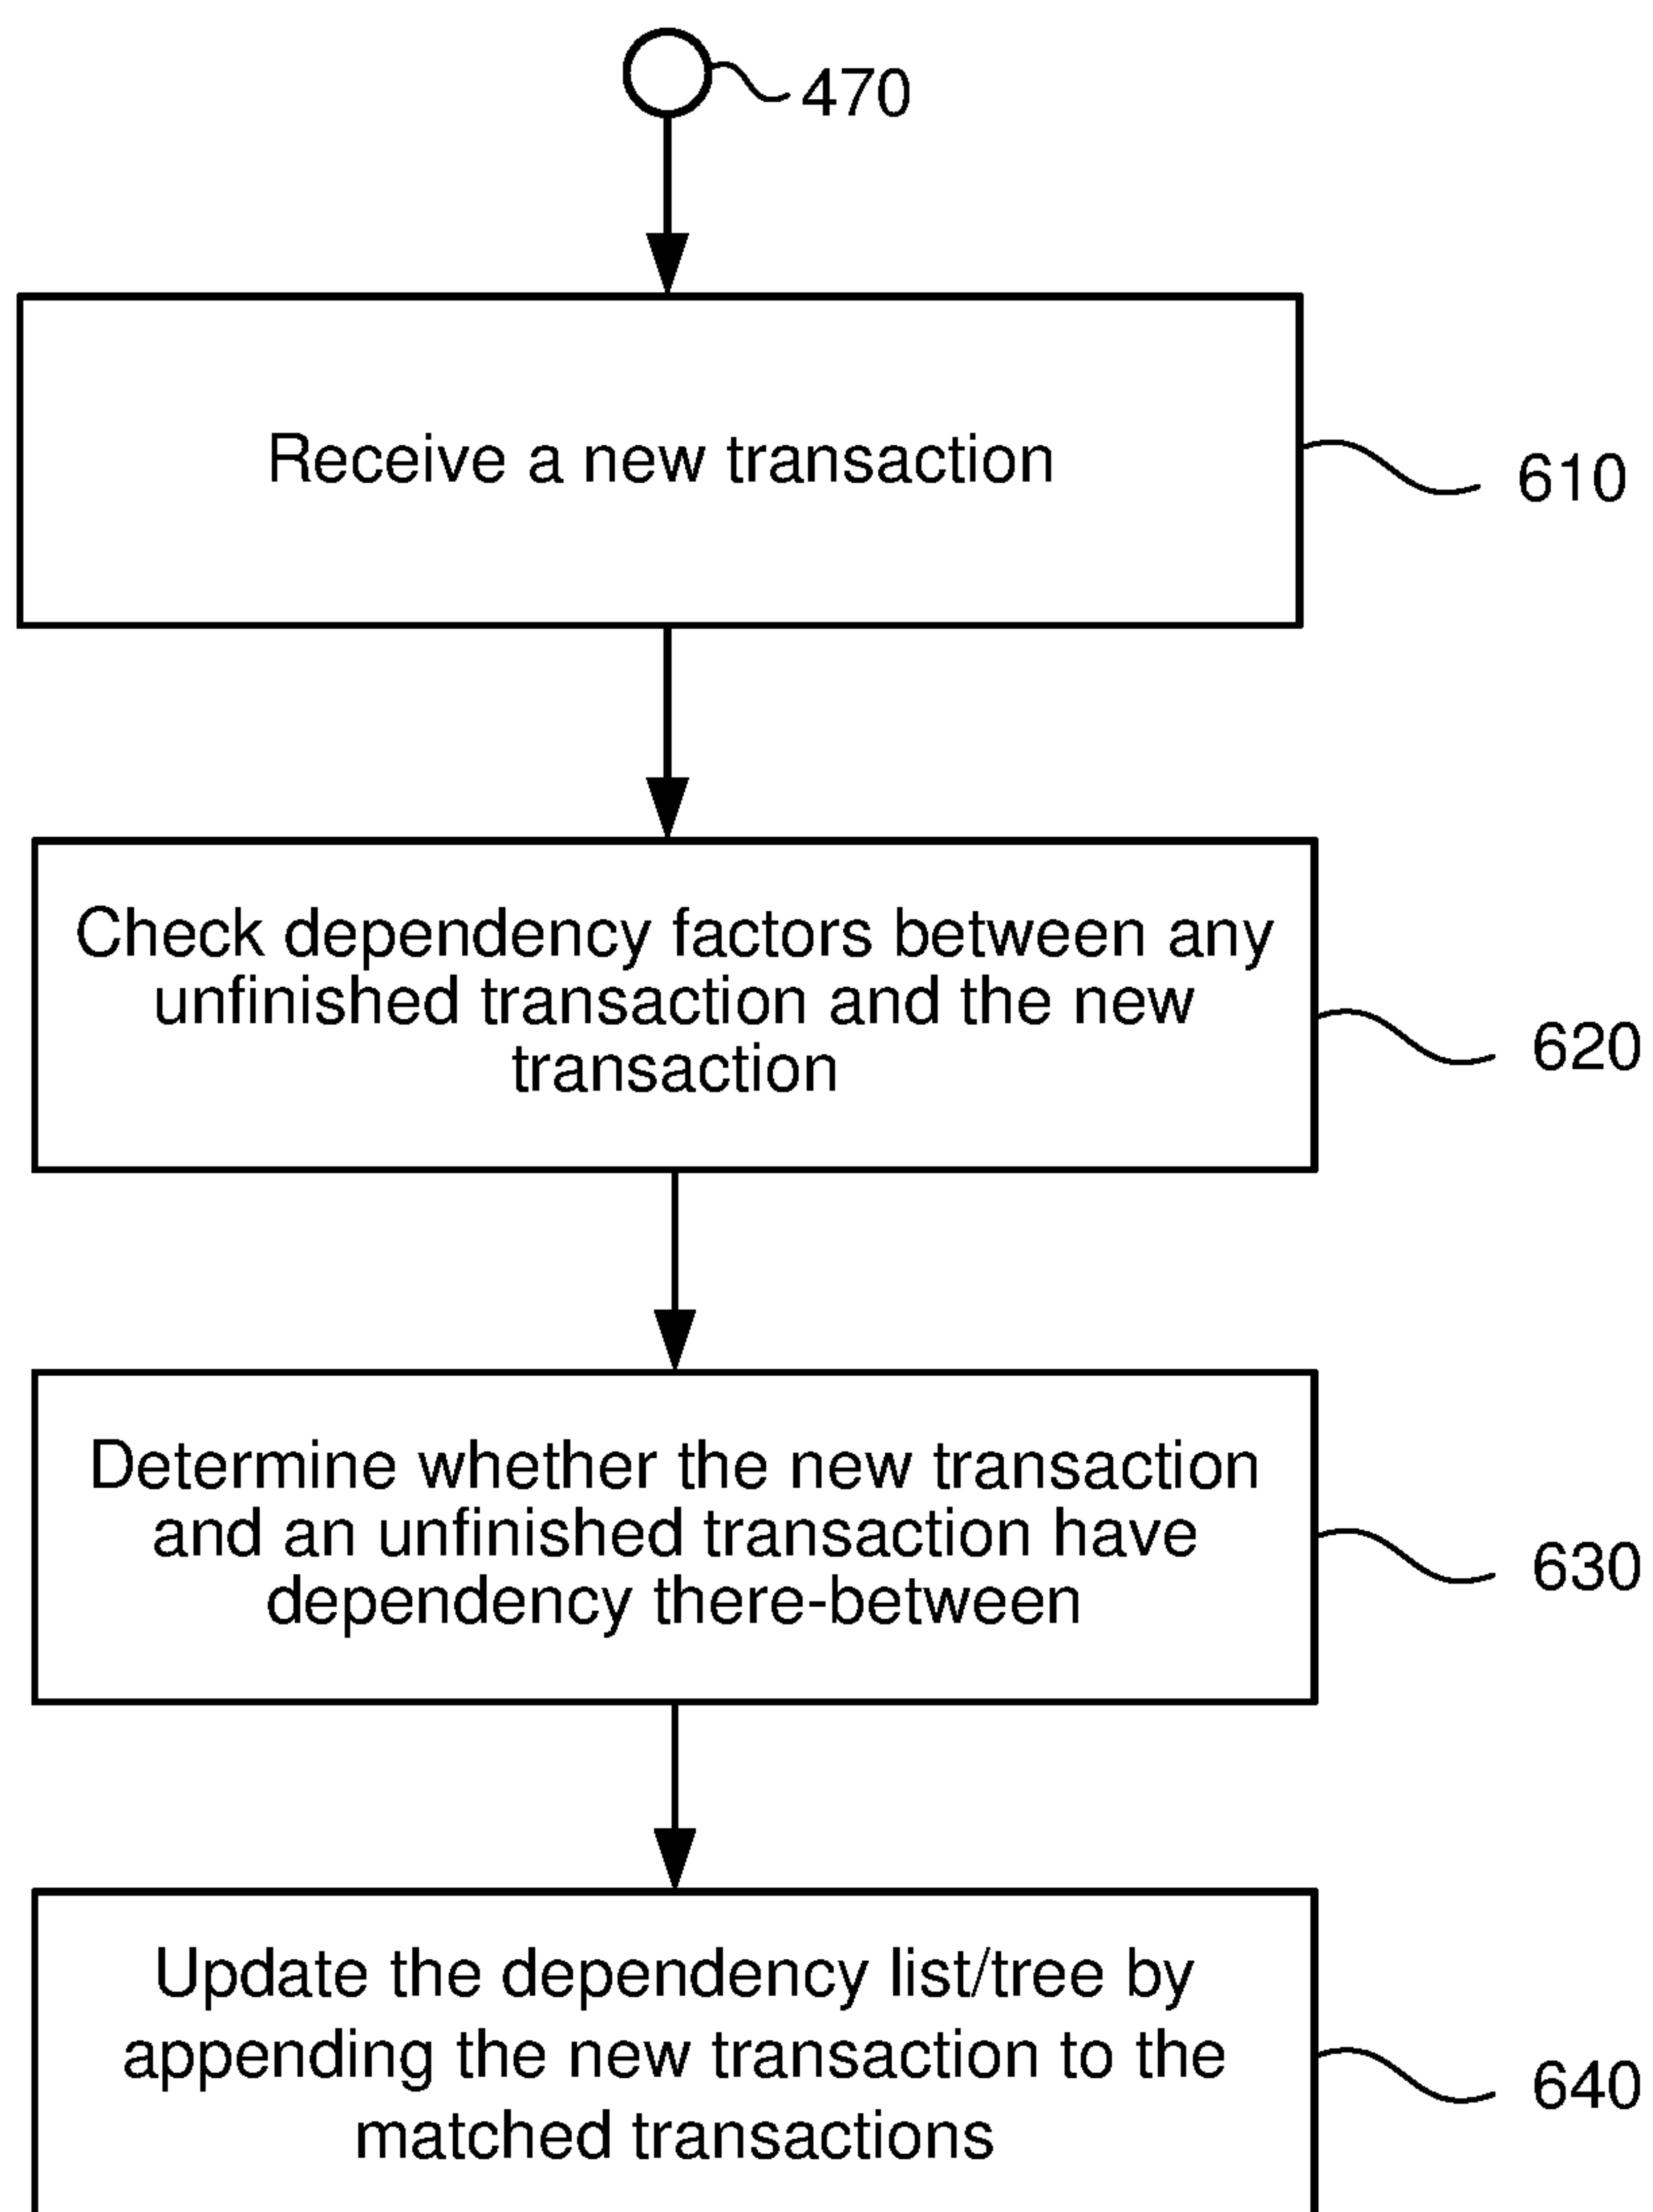 470
Receive a new transaction
610
Check dependency factors between any
unfinished transaction and the new
transaction
620
Determine whether the new transaction
and an unfinished transaction have
dependency there-between
630
Update the dependency list/tree by
appending the new transaction to the
matched transactions
640